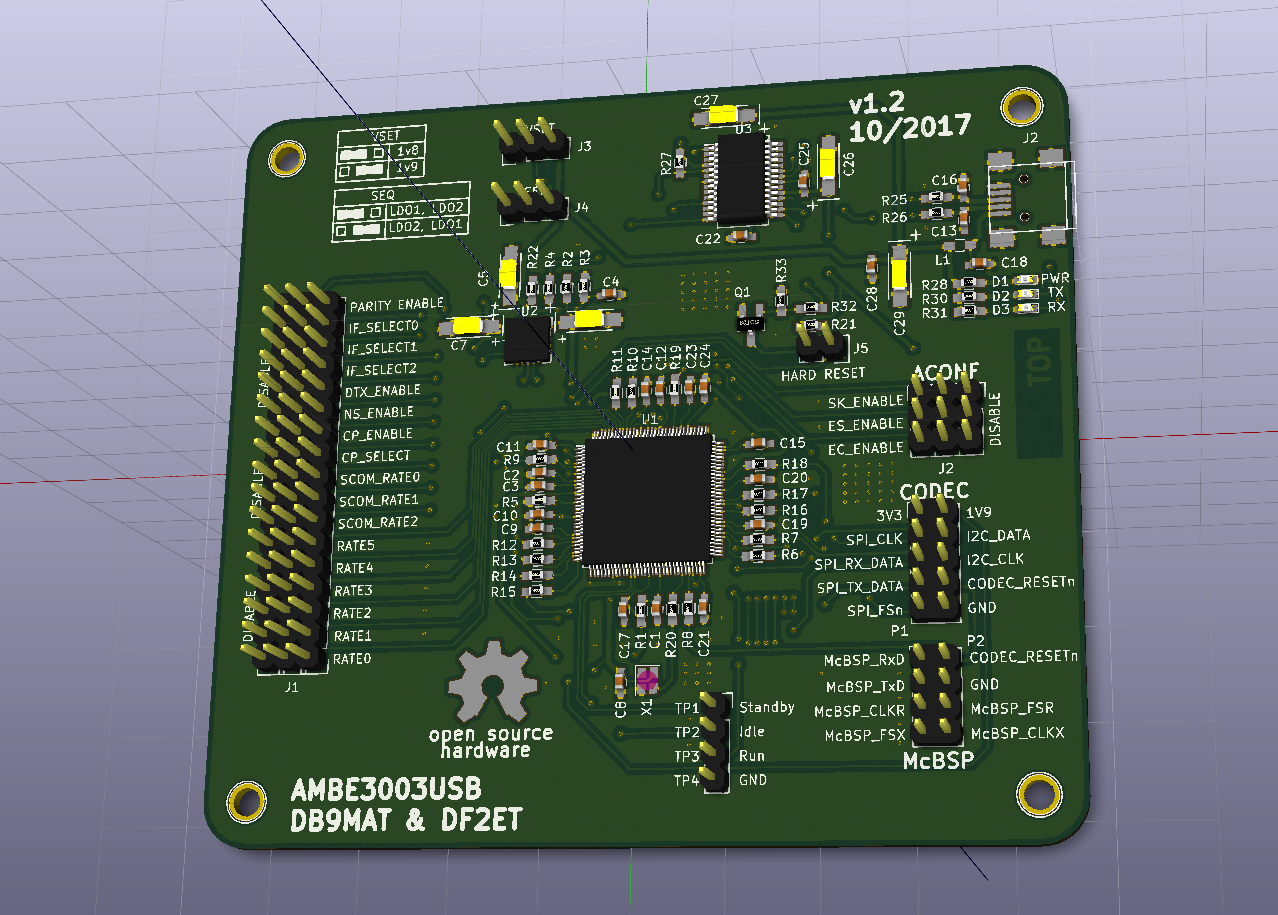 v1.2
10/2017
C27
U3
+
VSET
1v8
1v9
SEQ
LDO1, LDO2
LDO2, LDO1
J3
J4
R27
C25
C26
+
C22
J2
C16
R25
R26
C13
L1
C18
+
C28
C29
R28
R30
R31
D1
D2
D3
PWR
TX
RX
TOP
C5
R22
R4
R2
R3
C4
U2
+
+
+
C7
Q1
R33
R32
R21
J5
HARD RESET
PARITY ENABLE
IF_SELECT0
IF_SELECT1
IF_SELECT2
DTX_ENABLE
NS_ENABLE
CP_ENABLE
CP_SELECT
SCOM_RATE0
SCOM_RATE1
SCOM_RATE2
RATE5
RATE4
RATE3
RATE2
RATE1
RATE0
J1
R11
R10
C14
C12
R19
C23
C24
U1
C11
R9
C2
C3
R5
C10
C9
R12
R13
R14
R15
C15
R18
C20
R17
R16
C19
R7
R6
C17
R1
C1
R20
R8
C21
C8
X1
ACONF
SK_ENABLE
ES_ENABLE
EC_ENABLE
DISABLE
J2
CODEC
3V3 1V9
SPI_CLK I2C_DATA
SPI_RX_DATA I2C_CLK
SPI_TX_DATA CODEC_RESETn
SPI_FSn GND
P1
P2
McBSP_RxD CODEC_RESETn
McBSP_TxD GND
McBSP_CLKR McBSP_FSR
McBSP_FSX McBSP_CLKX
McBSP
TP1 Standby
TP2 Idle
TP3 Run
TP4 GND
open source
hardware
AMBE3003USB
DB9MAT & DF2ET